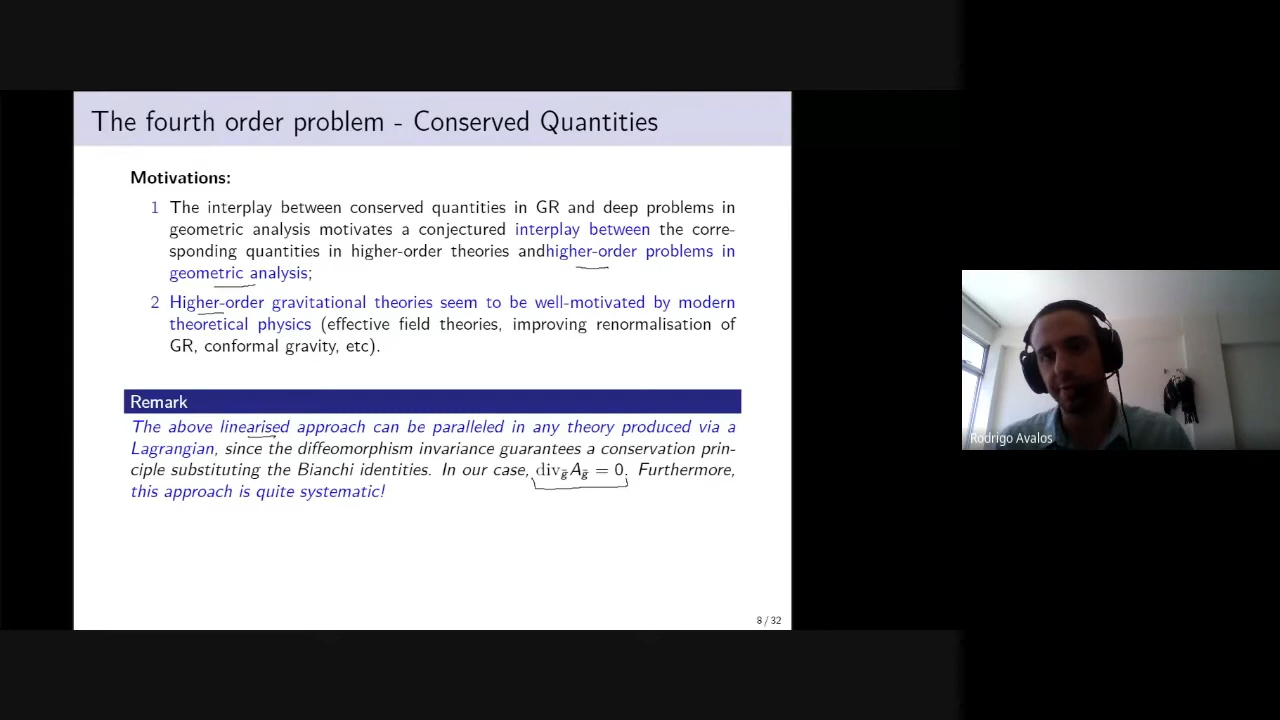 The fourth order problem - Conserved Quantities
Motivations:
1 The interplay between conserved quantities in GR and deep problems in
geometric analysis motivates a conjectured interplay between the corre-
sponding quantities in higher-order theories andhigher-order problems in
geometric analysis;
2 Higher-order gravitational theories seem to be well-motivated by modern
theoretical physics (effective field theories, improving renormalisation of
GR, conformal gravity, etc).
Remark
The above linearised approach can be paralleled in any theory produced via a
Lagrangian, since the diffeomorphism invariance guarantees a conservation prin-
ciple substituting the Bianchi identities. In our case, div_ḡ A_ḡ = 0. Furthermore,
this approach is quite systematic!
8 / 32
Rodrigo Avalos